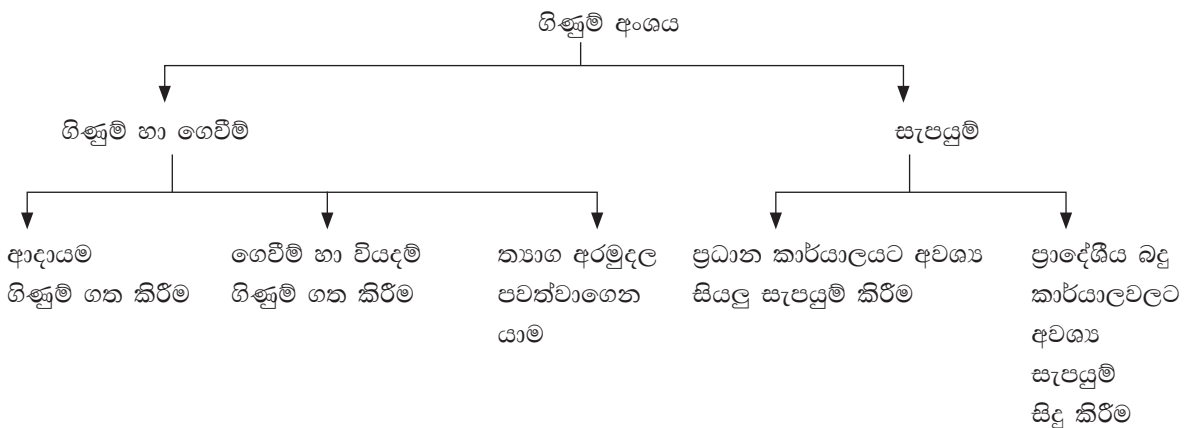 ගිණුම් අංශය
ගිණුම් හා ගෙවීම්
සැපයුම්
ආදායම
ගිණුම් ගත කිරීම
ගෙවීම් හා වියදම්
ගිණුම් ගත කිරීම
ත්‍යාග අරමුදල
පවත්වාගෙන
යාම
ප්‍රධාන කාර්යාලයට අවශ්‍ය
සියලු සැපයුම් කිරීම
ප්‍රාදේශීය බදු
කාර්යාලවලට
අවශ්‍ය
සැපයුම්
සිදු කිරීම